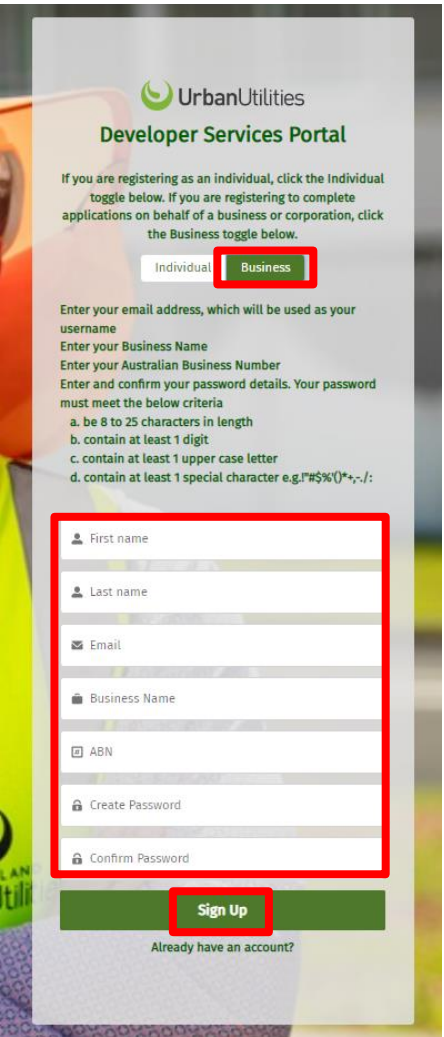 UrbanUtilities
Developer Services Portal
If you are registering as an individual, click the Individual
toggle below. If you are registering to complete
applications on behalf of a business or corporation, click
the Business toggle below.
Individual Business
Enter your email address, which will be used as your
username
Enter your Business Name
Enter your Australian Business Number
Enter and confirm your password details. Your password
must meet the below criteria
a. be 8 to 25 characters in length
b. contain at least 1 digit
c. contain at least 1 upper case letter
d. contain at least 1 special character e.g.!"#$%'()*+,-./:
First name
Last name
Email
Business Name
ABN
Create Password
Confirm Password
Sign Up
Already have an account?